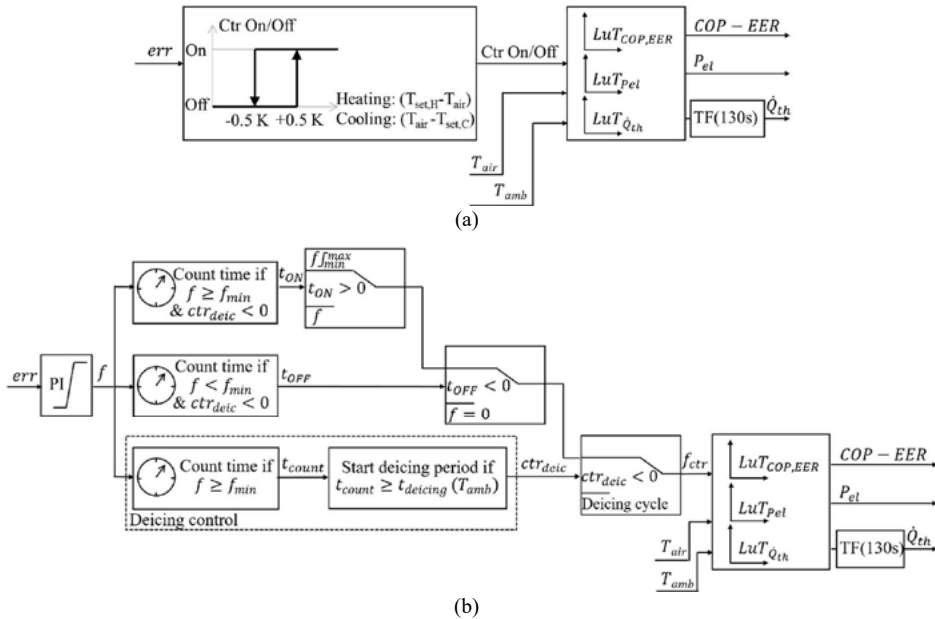 Ctr On/Off
On
Off
err
-0.5 K
+0.5 K
Heating: (T_set,H-T_air)
Cooling: (T_air -T_set,C)
Ctr On/Off
T_air
T_amb
LuT_COP,EER
LuT_Pel
LuT_Q̇th
COP − EER
P_el
TF(130s)
Q̇_th
(a)
err
PI
f
Count time if
f ≥ f_min
& ctr_deic < 0
t_ON
f∫_min^max
t_ON > 0
f
Count time if
f < f_min
& ctr_deic < 0
t_OFF
t_OFF < 0
f = 0
Count time if
f ≥ f_min
t_count
Start deicing period if
t_count ≥ t_deicing (T_amb)
Deicing control
ctr_deic
ctr_deic < 0
Deicing cycle
f_ctr
T_air
T_amb
LuT_COP,EER
LuT_Pel
LuT_Q̇th
COP − EER
P_el
TF(130s)
Q̇_th
(b)